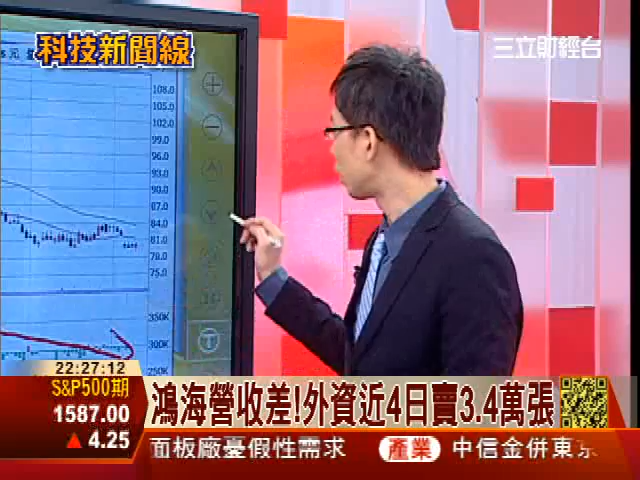 科技新聞線
三立財經台
108.0
105.0
102.0
99.0
96.0
93.0
90.0
87.0
84.0
81.0
78.0
75.0
350K
300K
250K
22:27:12
S&P500期
1587.00
▲ 4.25
鴻海營收差!外資近4日賣3.4萬張
面板廠憂假性需求 產業 中信金併東京